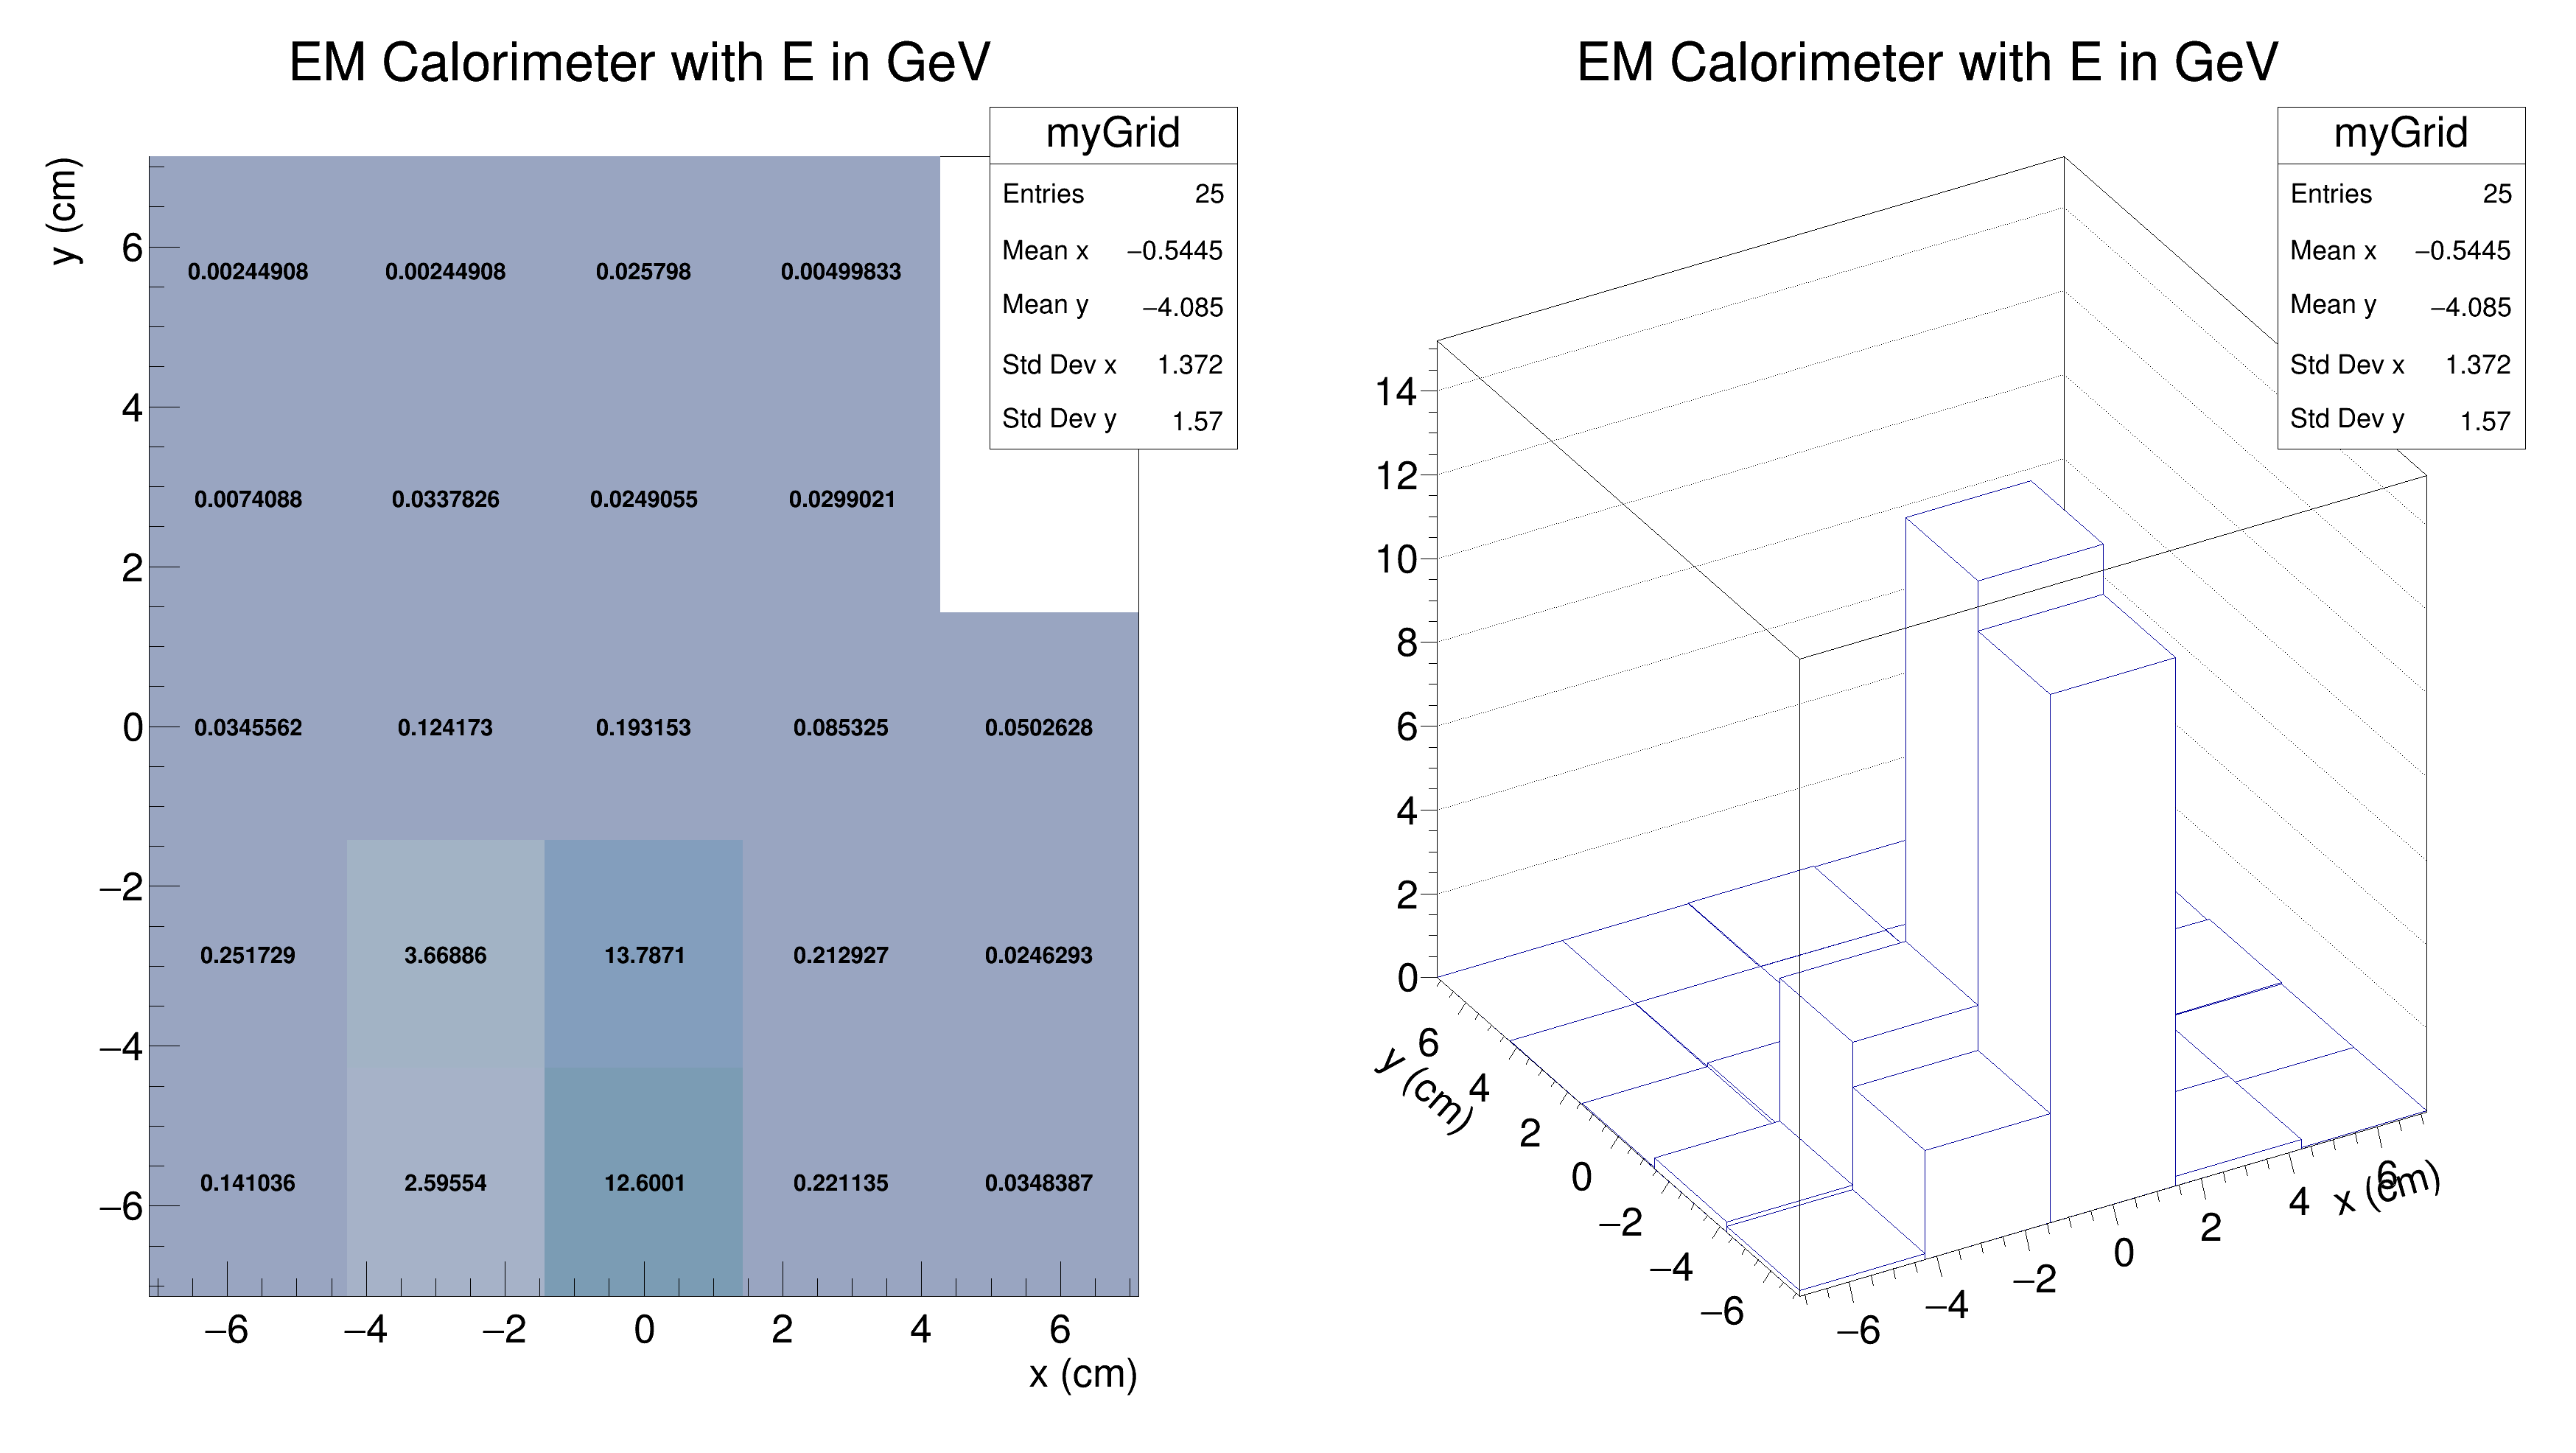 EM Calorimeter with E in GeV
myGrid
Entries 25
Mean x −0.5445
Mean y −4.085
Std Dev x 1.372
Std Dev y 1.57
y (cm)
6
4
2
0
−2
−4
−6
0.00244908 0.00244908 0.025798 0.00499833
0.0074088 0.0337826 0.0249055 0.0299021
0.0345562 0.124173 0.193153 0.085325 0.0502628
0.251729 3.66886 13.7871 0.212927 0.0246293
0.141036 2.59554 12.6001 0.221135 0.0348387
−6 −4 −2 0 2 4 6
x (cm)
EM Calorimeter with E in GeV
myGrid
Entries 25
Mean x −0.5445
Mean y −4.085
Std Dev x 1.372
Std Dev y 1.57
14
12
10
8
6
4
2
0
6
4
2
0
−2
−4
−6
y (cm)
−6
−4
−2
0
2
4
6
x (cm)